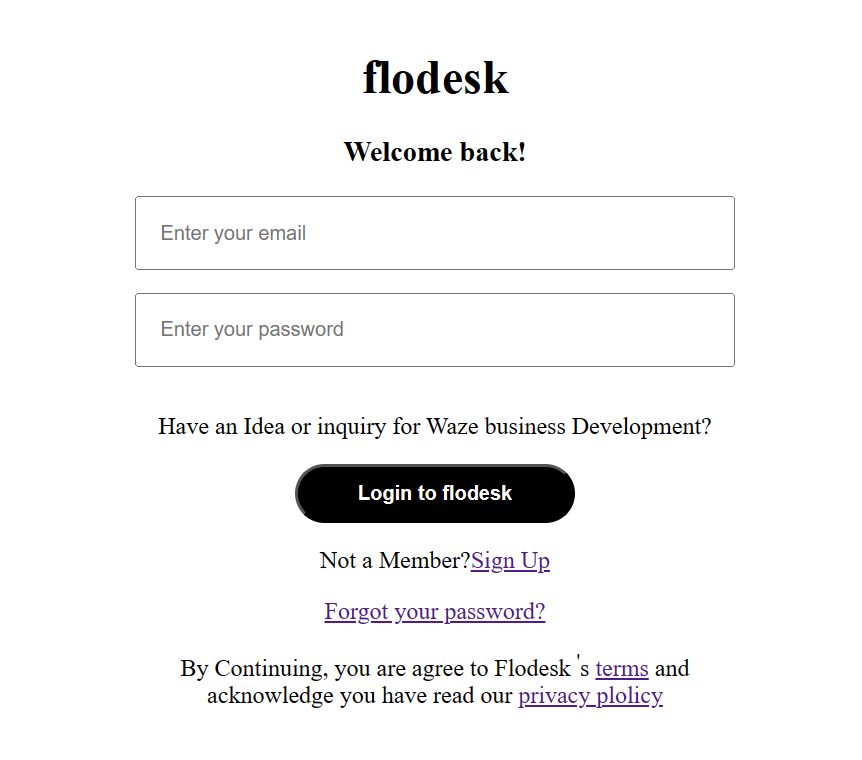 flodesk
Welcome back!
Enter your email
Enter your password
Have an Idea or inquiry for Waze business Development?
Login to flodesk
Not a Member?Sign Up
Forgot your password?
By Continuing, you are agree to Flodesk 's terms and
acknowledge you have read our privacy plolicy